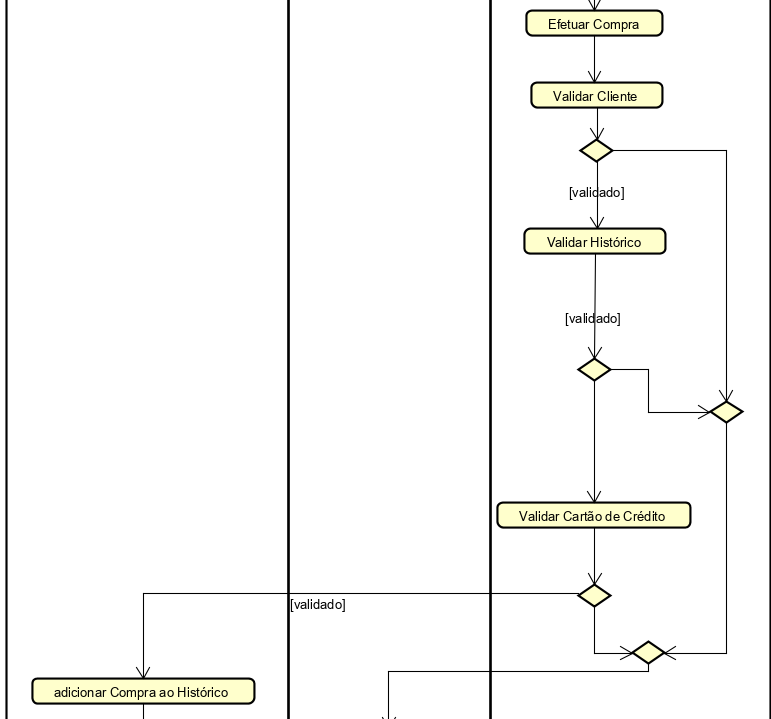 Efetuar Compra
Validar Cliente
[validado]
Validar Histórico
[validado]
Validar Cartão de Crédito
[validado]
adicionar Compra ao Histórico